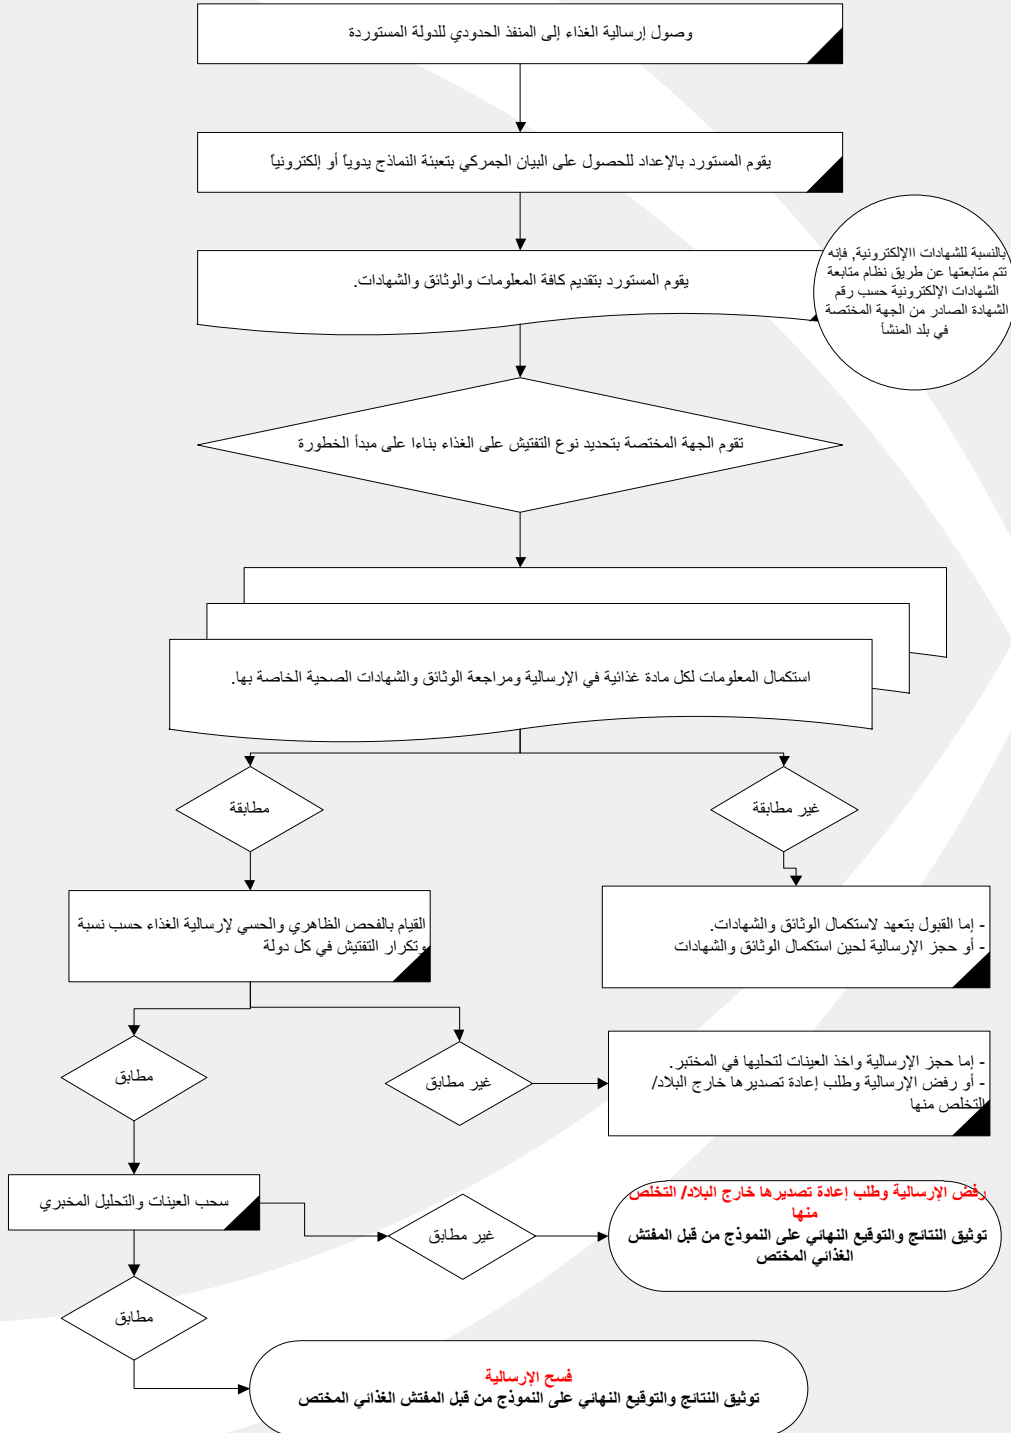 وصول إرسالية الغذاء إلى المنفذ الحدودي للدولة المستوردة
يقوم المستورد بالإعداد للحصول على البيان الجمركي بتعبئة النماذج يدوياً أو إلكترونياً
بالنسبة للشهادات االإلكترونية, فإنه
تتم متابعتها عن طريق نظام متابعة
الشهادات الإلكترونية حسب رقم
الشهادة الصادر من الجهة المختصة
في بلد المنشأ
يقوم المستورد بتقديم كافة المعلومات والوثائق والشهادات.
تقوم الجهة المختصة بتحديد نوع التفتيش على الغذاء بناءا على مبدأ الخطورة
استكمال المعلومات لكل مادة غذائية في الإرسالية ومراجعة الوثائق والشهادات الصحية الخاصة بها.
غير مطابقة
مطابقة
- إما القبول بتعهد لاستكمال الوثائق والشهادات.
- أو حجز الإرسالية لحين استكمال الوثائق والشهادات
القيام بالفحص الظاهري والحسي لإرسالية الغذاء حسب نسبة
وتكرار التفتيش في كل دولة
- إما حجز الإرسالية واخذ العينات لتحليها في المختبر.
- أو رفض الإرسالية وطلب إعادة تصديرها خارج البلاد/
التخلص منها
غير مطابق
مطابق
سحب العينات والتحليل المخبري
رفض الإرسالية وطلب إعادة تصديرها خارج البلاد/ التخلص
منها
توثيق النتائج والتوقيع النهائي على النموذج من قبل المفتش
الغذائي المختص
غير مطابق
مطابق
فسح الإرسالية
توثيق النتائج والتوقيع النهائي على النموذج من قبل المفتش الغذائي المختص